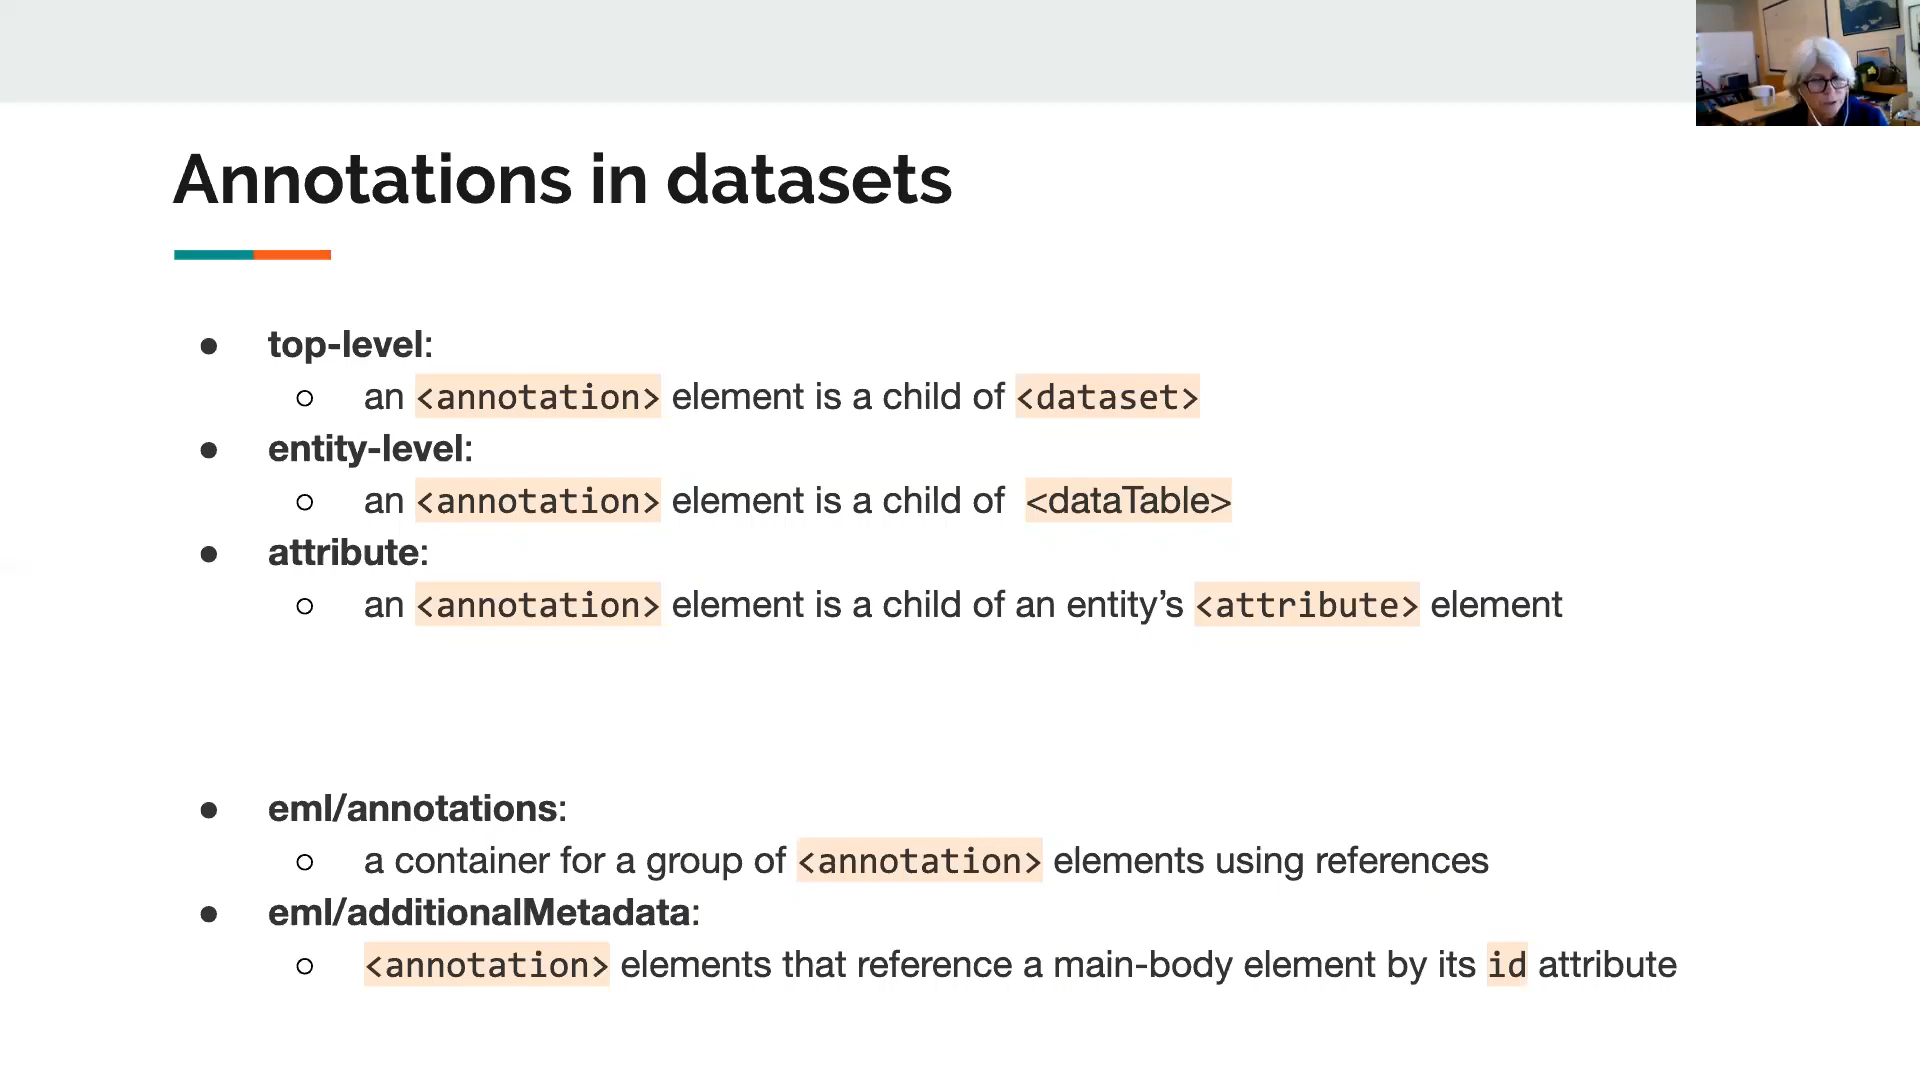 Annotations in datasets
● top-level:
○ an <annotation> element is a child of <dataset>
● entity-level:
○ an <annotation> element is a child of <dataTable>
● attribute:
○ an <annotation> element is a child of an entity’s <attribute> element
● eml/annotations:
○ a container for a group of <annotation> elements using references
● eml/additionalMetadata:
○ <annotation> elements that reference a main-body element by its id attribute